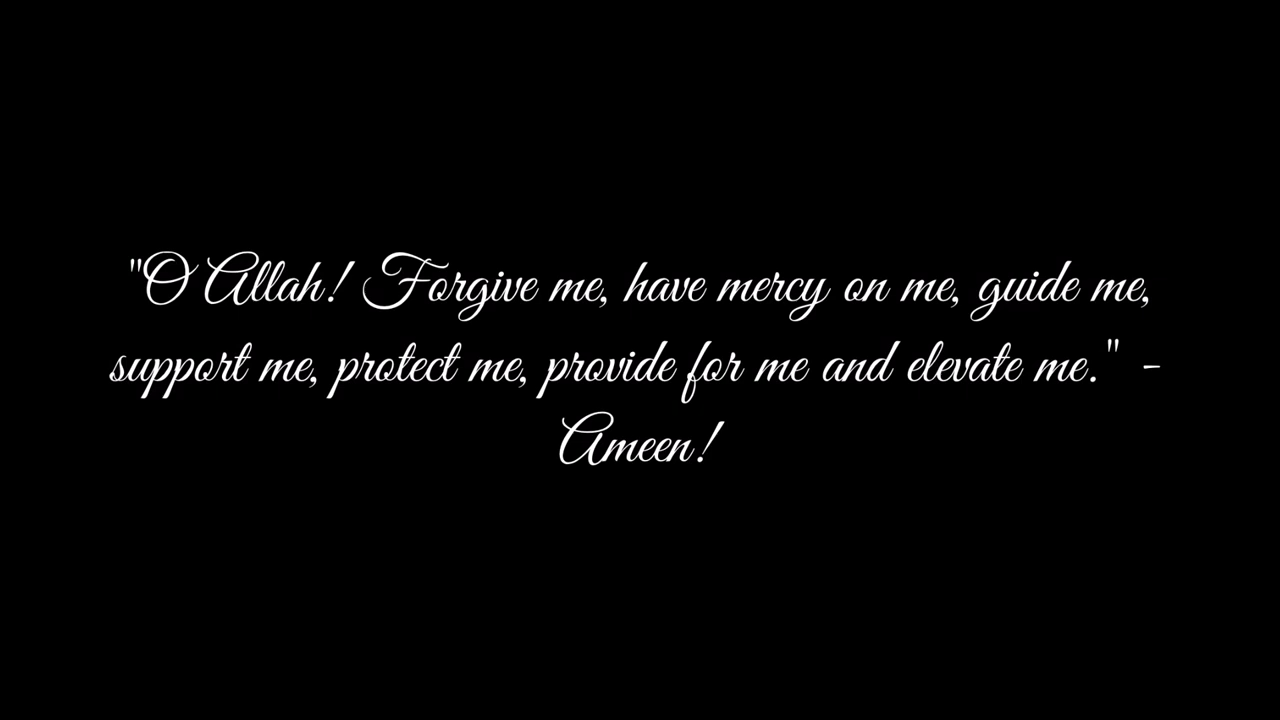 "O Allah! Forgive me, have mercy on me, guide me,
support me, protect me, provide for me and elevate me." -
Ameen!